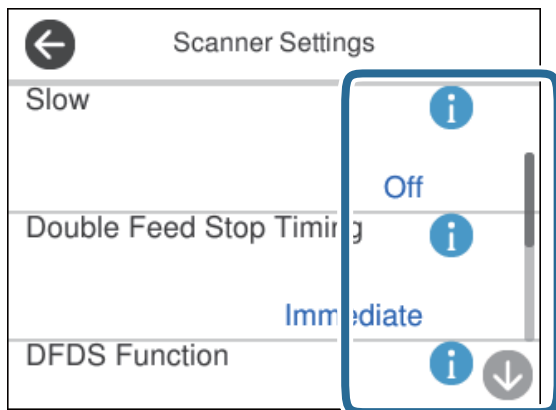 Scanner Settings
Slow
i
Off
Double Feed Stop Timing
i
Immediate
DFDS Function
i